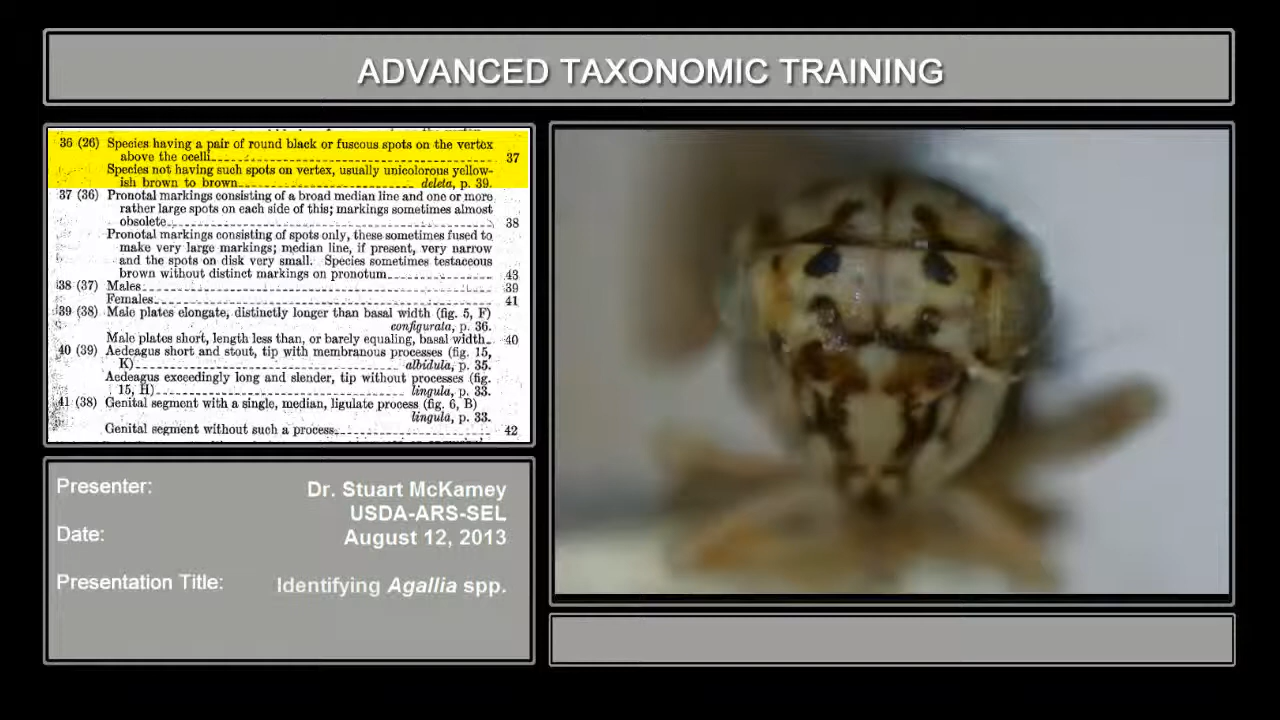 ADVANCED TAXONOMIC TRAINING
36 (26) Species having a pair of round black or fuscous spots on the vertex
above the ocelli 37
Species not having such spots on vertex, usually unicolorous yellow-
ish brown to brown deleta, p. 39.
37 (36) Pronotal markings consisting of a broad median line and one or more
rather large spots on each side of this; markings sometimes almost
obsolete 38
Pronotal markings consisting of spots only, these sometimes fused to
make very large markings; median line, if present, very narrow
and the spots on disk very small. Species sometimes testaceous
brown without distinct markings on pronotum 43
38 (37) Males 39
Females 41
39 (38) Male plates elongate, distinctly longer than basal width (fig. 5, F)
configurata, p. 36.
Male plates short, length less than, or barely equaling, basal width 40
40 (39) Aedeagus short and stout, tip with membranous processes (fig. 15,
K) albidula, p. 35.
Aedeagus exceedingly long and slender, tip without processes (fig.
15, H) lingula, p. 33.
41 (38) Genital segment with a single, median, ligulate process (fig. 6, B)
lingula, p. 33.
Genital segment without such a process 42
Presenter: Dr. Stuart McKamey
USDA-ARS-SEL
Date: August 12, 2013
Presentation Title: Identifying Agallia spp.